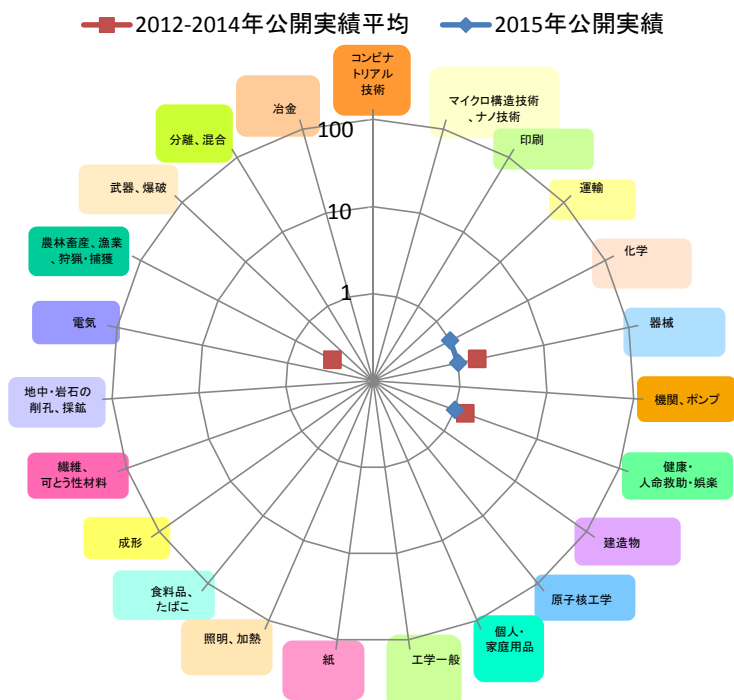 2012-2014年公開実績平均
2015年公開実績
コンビナ
トリアル
技術
マイクロ構造技術
、ナノ技術
印刷
運輸
化学
器械
機関、ポンプ
健康・
人命救助・娯楽
建造物
原子核工学
個人・
家庭用品
工学一般
紙
照明、加熱
食料品、
たばこ
成形
繊維、
可とう性材料
地中・岩石の
削孔、採鉱
電気
農林畜産、漁業
、狩猟・捕獲
武器、爆破
分離、混合
冶金
100
10
1